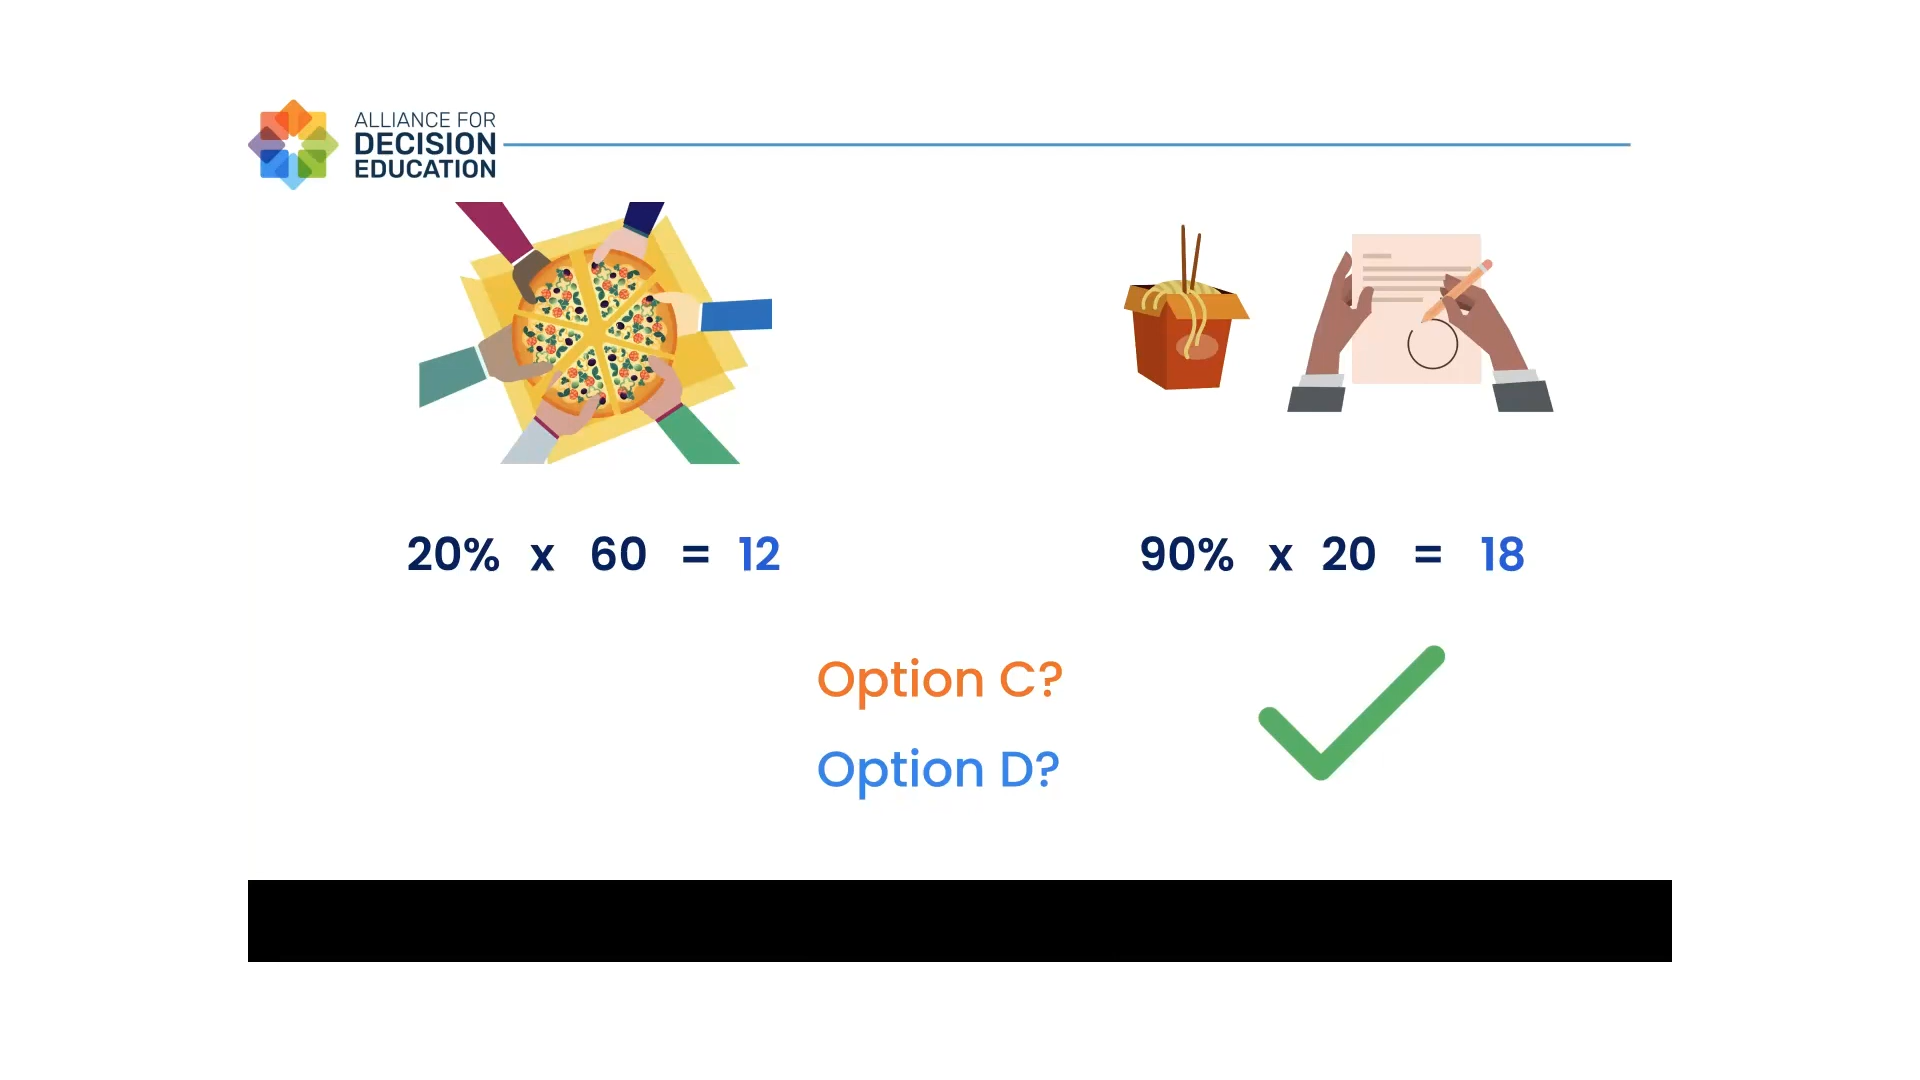 ALLIANCE FOR
DECISION
EDUCATION
20% x 60 = 12
90% x 20 = 18
Option C?
Option D?